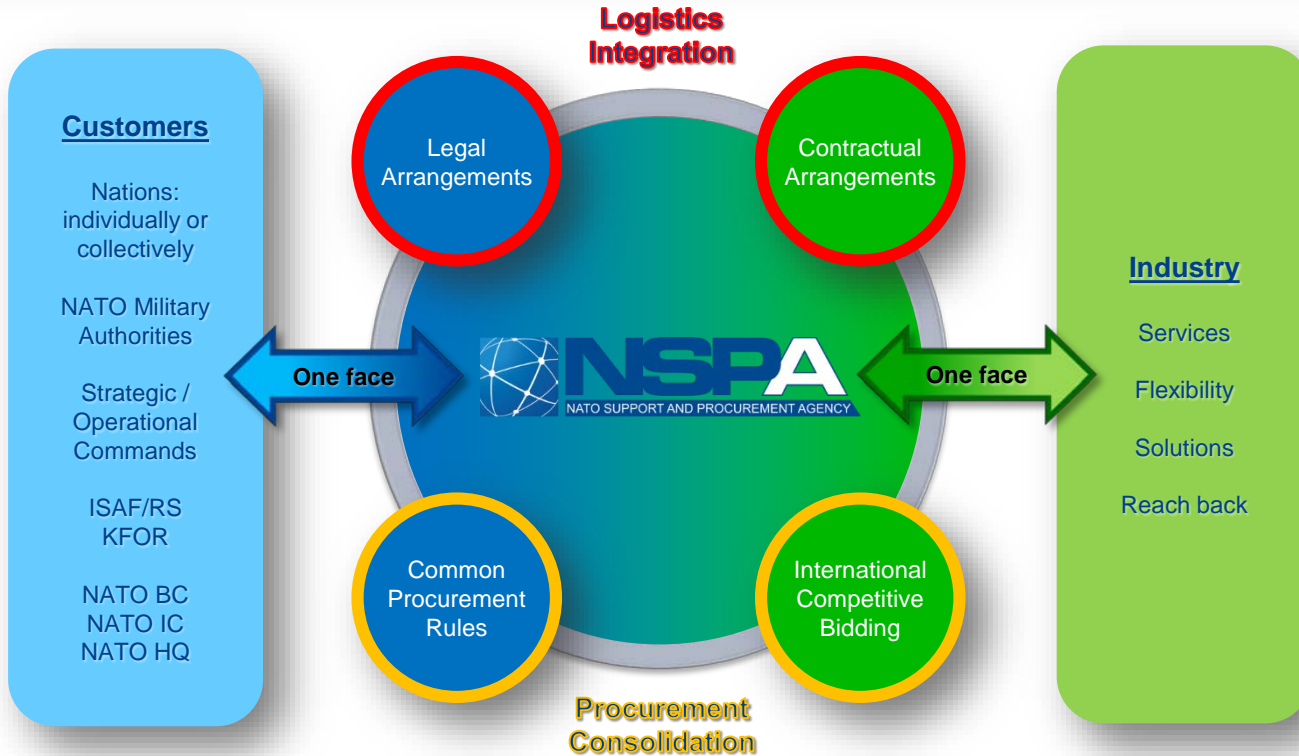 Logistics
Integration
Customers
Nations:
individually or
collectively
NATO Military
Authorities
Strategic /
Operational
Commands
ISAF/RS
KFOR
NATO BC
NATO IC
NATO HQ
One face
Legal
Arrangements
Contractual
Arrangements
NSPA
NATO SUPPORT AND PROCUREMENT AGENCY
Common
Procurement
Rules
International
Competitive
Bidding
One face
Industry
Services
Flexibility
Solutions
Reach back
Procurement
Consolidation